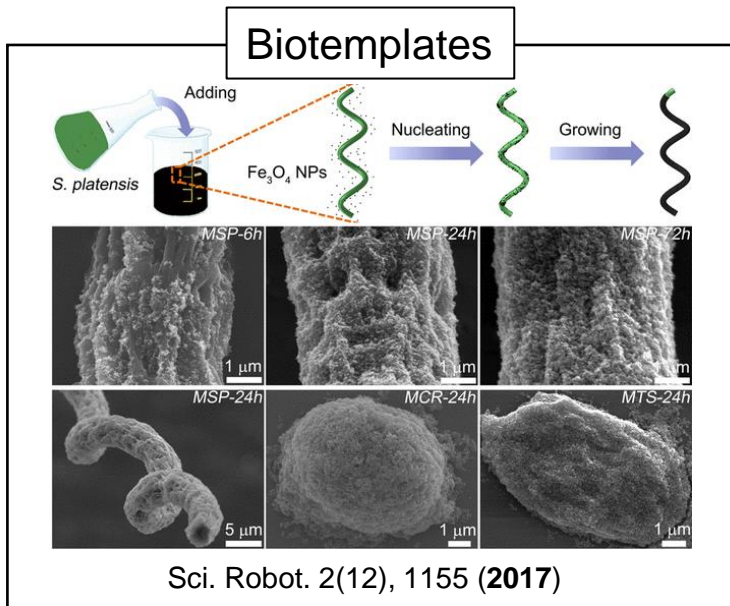 Biotemplates
Adding
S. platensis
Fe₃O₄ NPs
Nucleating
Growing
MSP-6h
1 μm
MSP-24h
1 μm
MSP-72h
μm
MSP-24h
5 μm
MCR-24h
1 μm
MTS-24h
1 μm
Sci. Robot. 2(12), 1155 (2017)